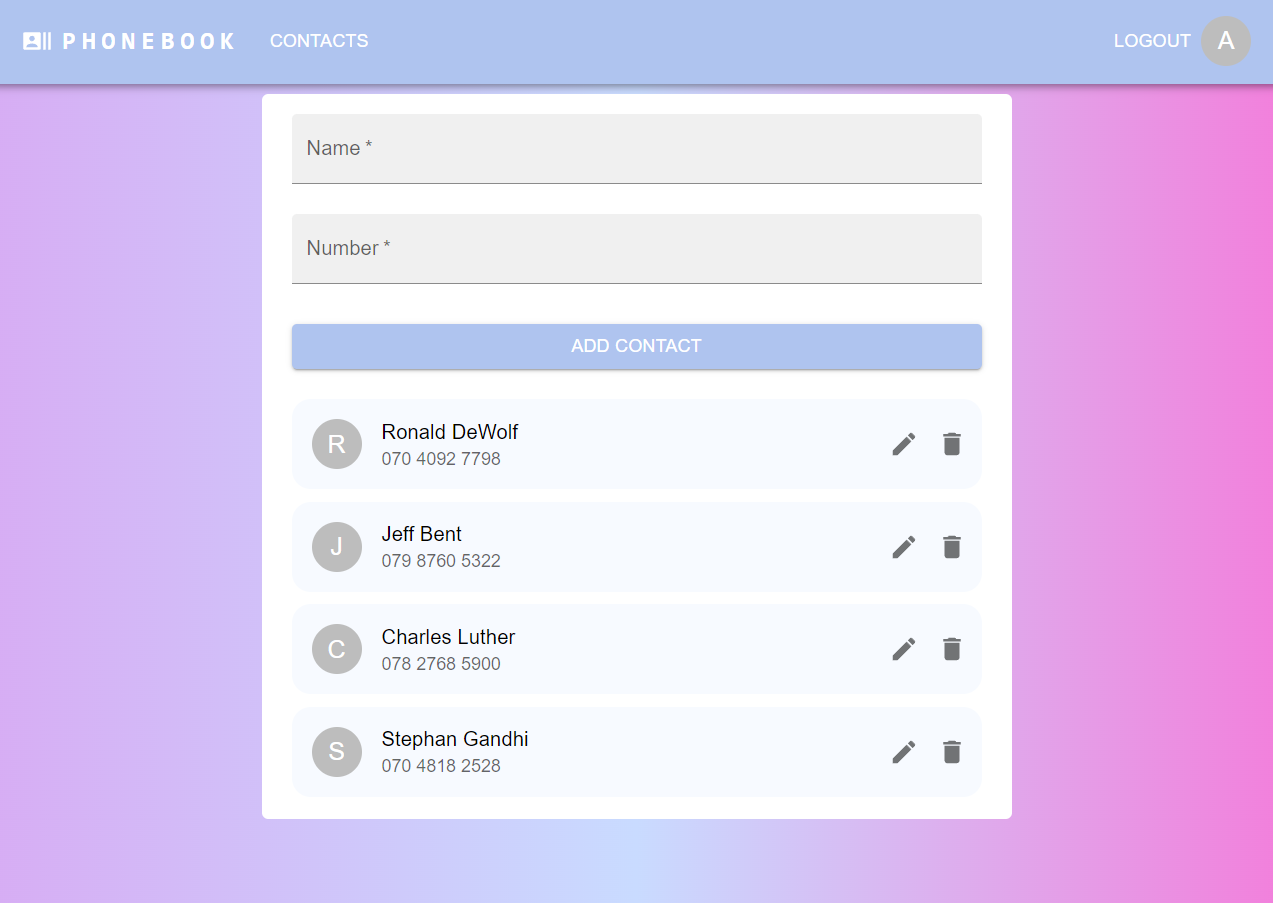 PHONEBOOK CONTACTS LOGOUT A
Name *
Number *
ADD CONTACT
R
Ronald DeWolf
070 4092 7798
J
Jeff Bent
079 8760 5322
C
Charles Luther
078 2768 5900
S
Stephan Gandhi
070 4818 2528